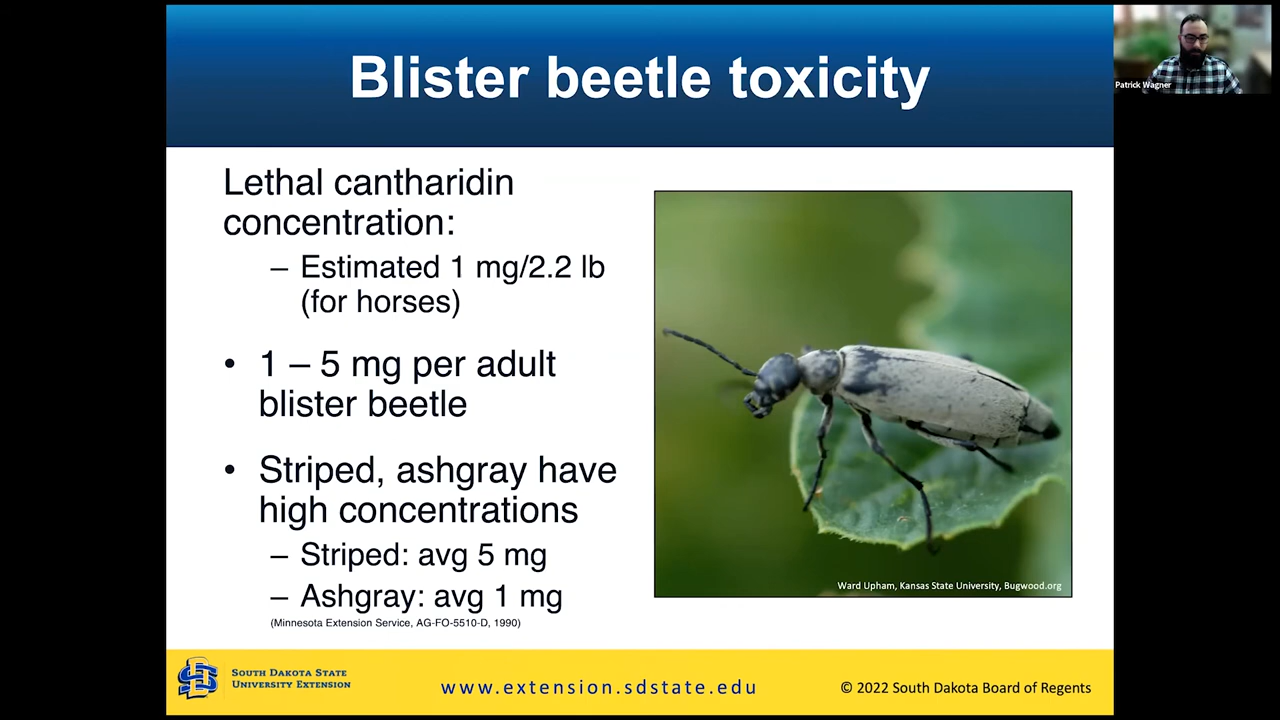 Blister beetle toxicity
Patrick Wagner
Lethal cantharidin
concentration:
– Estimated 1 mg/2.2 lb
(for horses)
• 1 – 5 mg per adult
blister beetle
• Striped, ashgray have
high concentrations
– Striped: avg 5 mg
– Ashgray: avg 1 mg
(Minnesota Extension Service, AG-FO-5510-D, 1990)
Ward Upham, Kansas State University, Bugwood.org
SOUTH DAKOTA STATE
UNIVERSITY EXTENSION
www.extension.sdstate.edu
© 2022 South Dakota Board of Regents